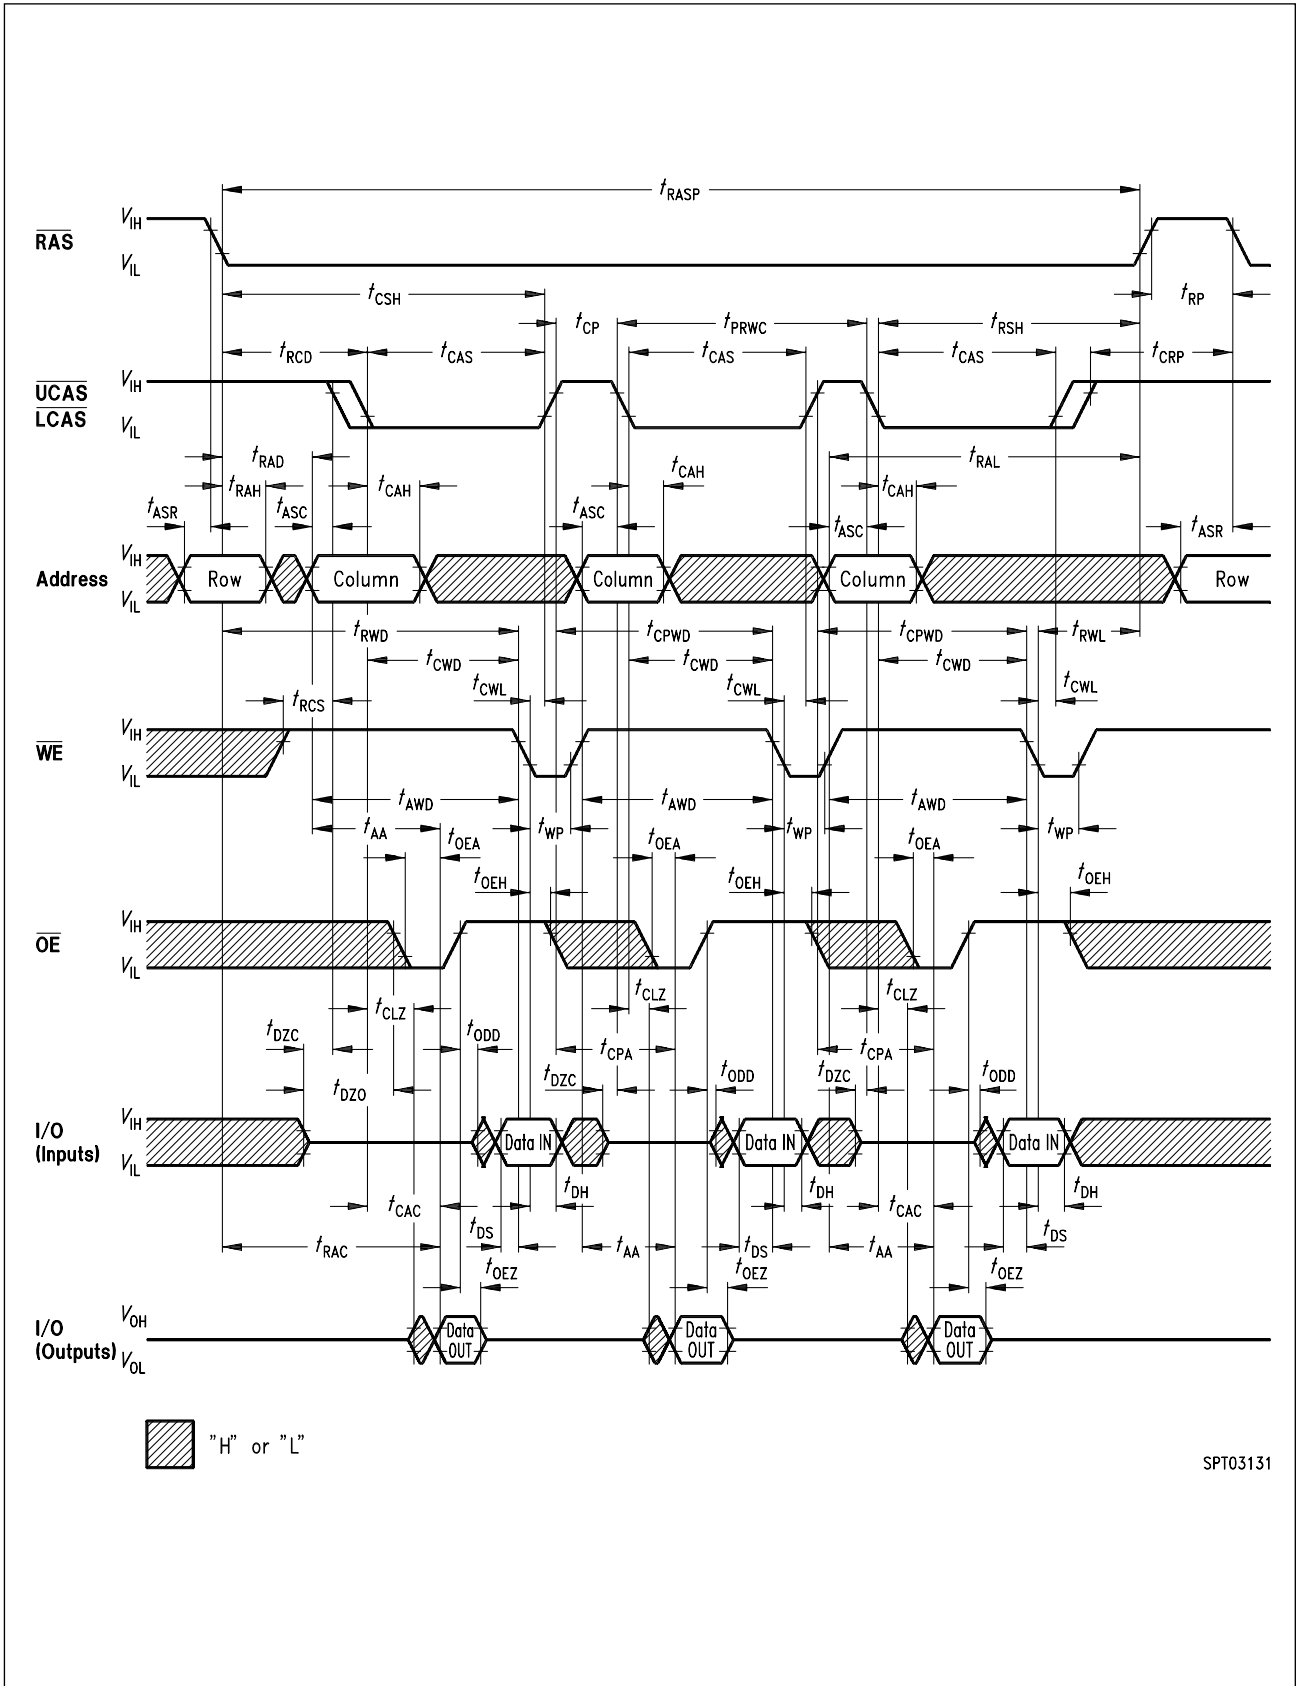 tRASP
RAS VIH
VIL
tCSH tRP
tCP tPRWC tRSH
tRCD tCAS tCAS tCAS tCRP
UCAS VIH
LCAS VIL
tRAD tRAL
tRAH tCAH tCAH tCAH
tASR tASC tASC tASC tASR
Address VIH
VIL
Row Column Column Column Row
tRWD tCPWD tCPWD tRWL
tCWD tCWD tCWD
tRCS tCWL tCWL tCWL
WE VIH
VIL
tAWD tAWD tAWD
tAA tOEA tWP tOEA tWP tOEA tWP
tOEH tOEH tOEH
OE VIH
VIL
tCLZ tCLZ tCLZ
tDZC tODD tCPA tCPA
tDZO tDZC tODD tDZC tODD
I/O VIH
(Inputs) VIL
Data IN Data IN Data IN
tCAC tDH tDH tCAC tDH
tRAC tDS tAA tDS tAA tDS
tOEZ tOEZ tOEZ
I/O VOH
(Outputs) VOL
Data OUT Data OUT Data OUT
"H" or "L"
SPT03131